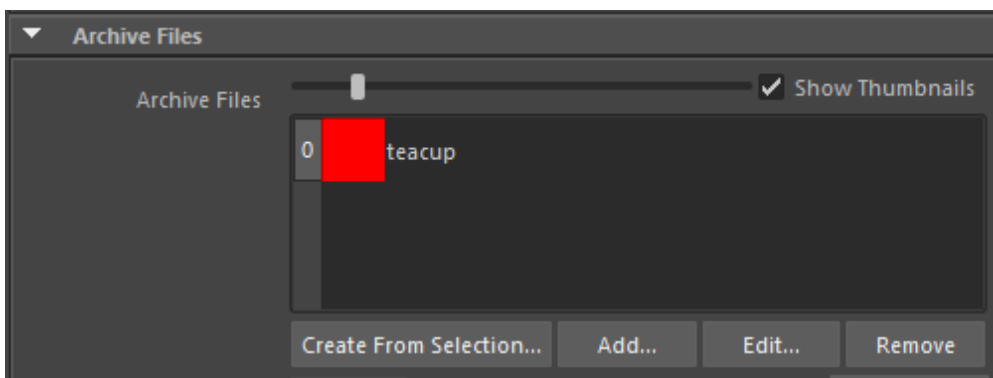 Archive Files
Archive Files
Show Thumbnails
0 teacup
Create From Selection... Add... Edit... Remove